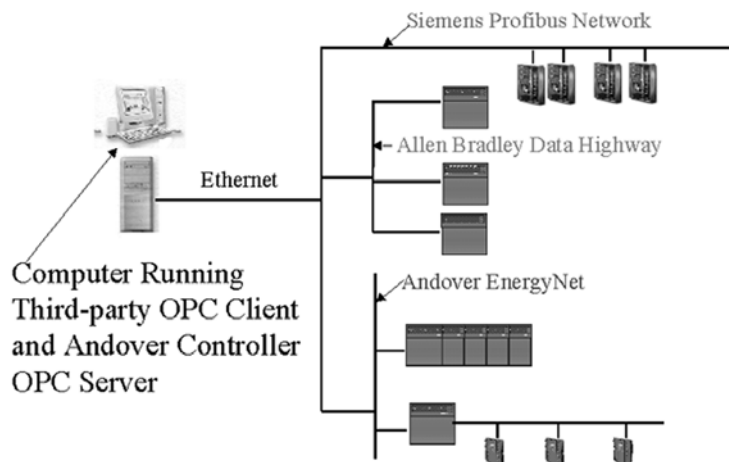 Siemens Profibus Network
Allen Bradley Data Highway
Ethernet
Computer Running
Third-party OPC Client
and Andover Controller
OPC Server
Andover EnergyNet